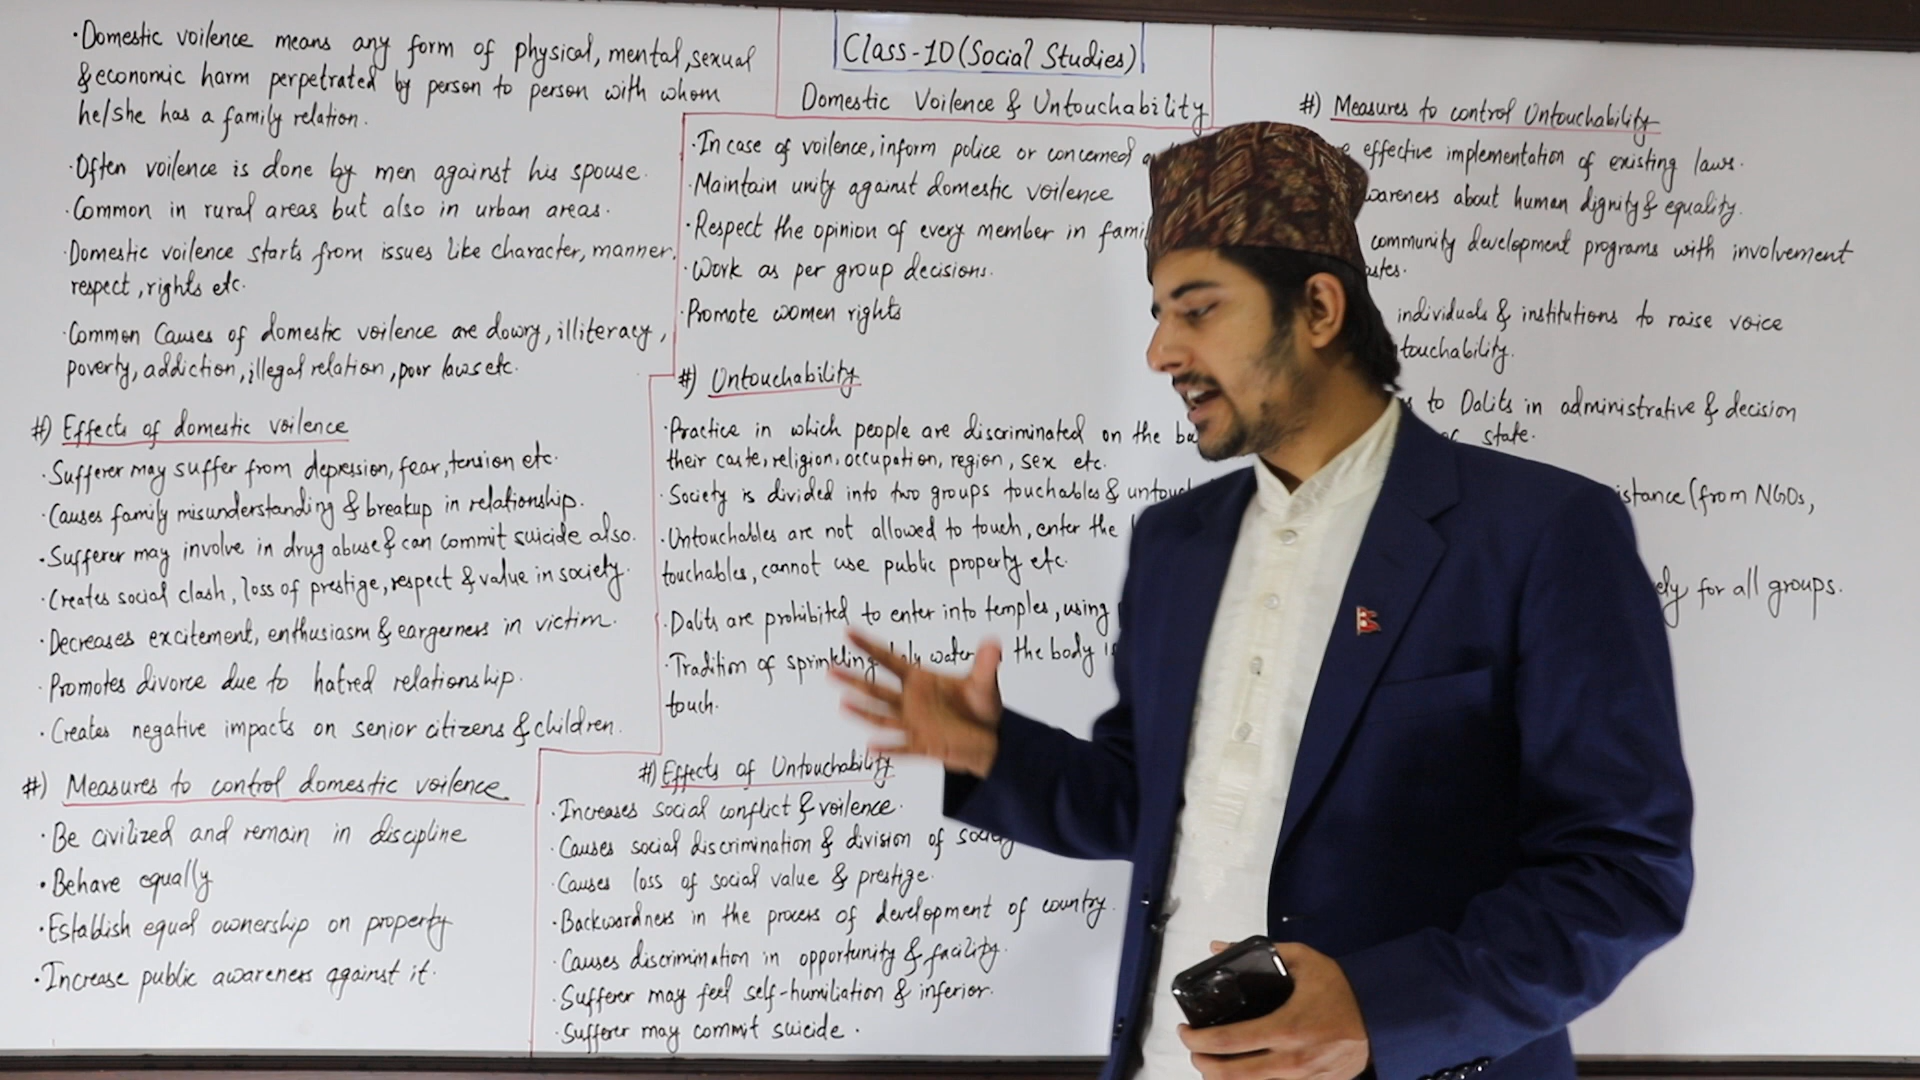 Class-10 (Social Studies)
Domestic Voilence & Untouchability
·Domestic voilence means any form of physical, mental, sexual
& economic harm perpetrated by person to person with whom
he/she has a family relation.
·Often voilence is done by men against his spouse.
·Common in rural areas but also in urban areas.
·Domestic voilence starts from issues like character, manner,
respect, rights etc.
·Common Causes of domestic voilence are dowry, illiteracy,
poverty, addiction, illegal relation, poor laws etc.
#) Effects of domestic voilence
·Sufferer may suffer from depression, fear, tension etc.
·Causes family misunderstanding & breakup in relationship.
·Sufferer may involve in drug abuse & can commit suicide also.
·Creates social clash, loss of prestige, respect & value in society.
·Decreases excitement, enthusiasm & eargerness in victim.
·Promotes divorce due to hatred relationship.
·Creates negative impacts on senior citizens & children.
#) Measures to control domestic voilence
·Be civilized and remain in discipline
·Behave equally
·Establish equal ownership on property
·Increase public awareness against it.
·In case of voilence, inform police or concerned
·Maintain unity against domestic voilence
·Respect the opinion of every member in
·Work as per group decisions.
·Promote women rights
#) Untouchability
·Practice in which people are discriminated on the
their caste, religion, occupation, region, sex etc.
·Society is divided into two groups touchables &
·Untouchables are not allowed to touch, enter the
touchables, cannot use public property etc.
·Dalits are prohibited to enter into temples, using
·Tradition of sprinkling holy water the body
touch.
#) Effects of Untouchability
·Increases social conflict & voilence.
·Causes social discrimination & division of society
·Causes loss of social value & prestige.
·Backwardness in the process of development of country.
·Causes discrimination in opportunity & facility.
·Sufferer may feel self-humiliation & inferior.
·Sufferer may commit suicide.
#) Measures to control Untouchability
effective implementation of existing laws.
about human dignity & equality.
community development programs with involvement
individuals & institutions to raise voice
to Dalits in administrative & decision
state.
(from NGOs,
for all groups.